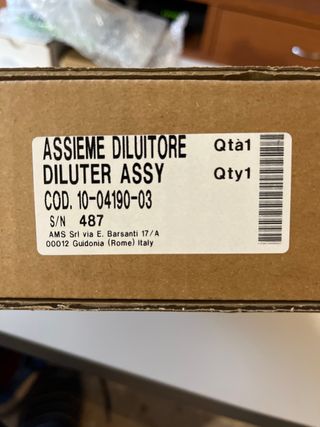 ASSIEME DILUITORE Qtà1
DILUTER ASSY Qty1
COD. 10-04190-03
S/N 487
AMS Srl via E. Barsanti 17/A
00012 Guidonia (Rome) Italy